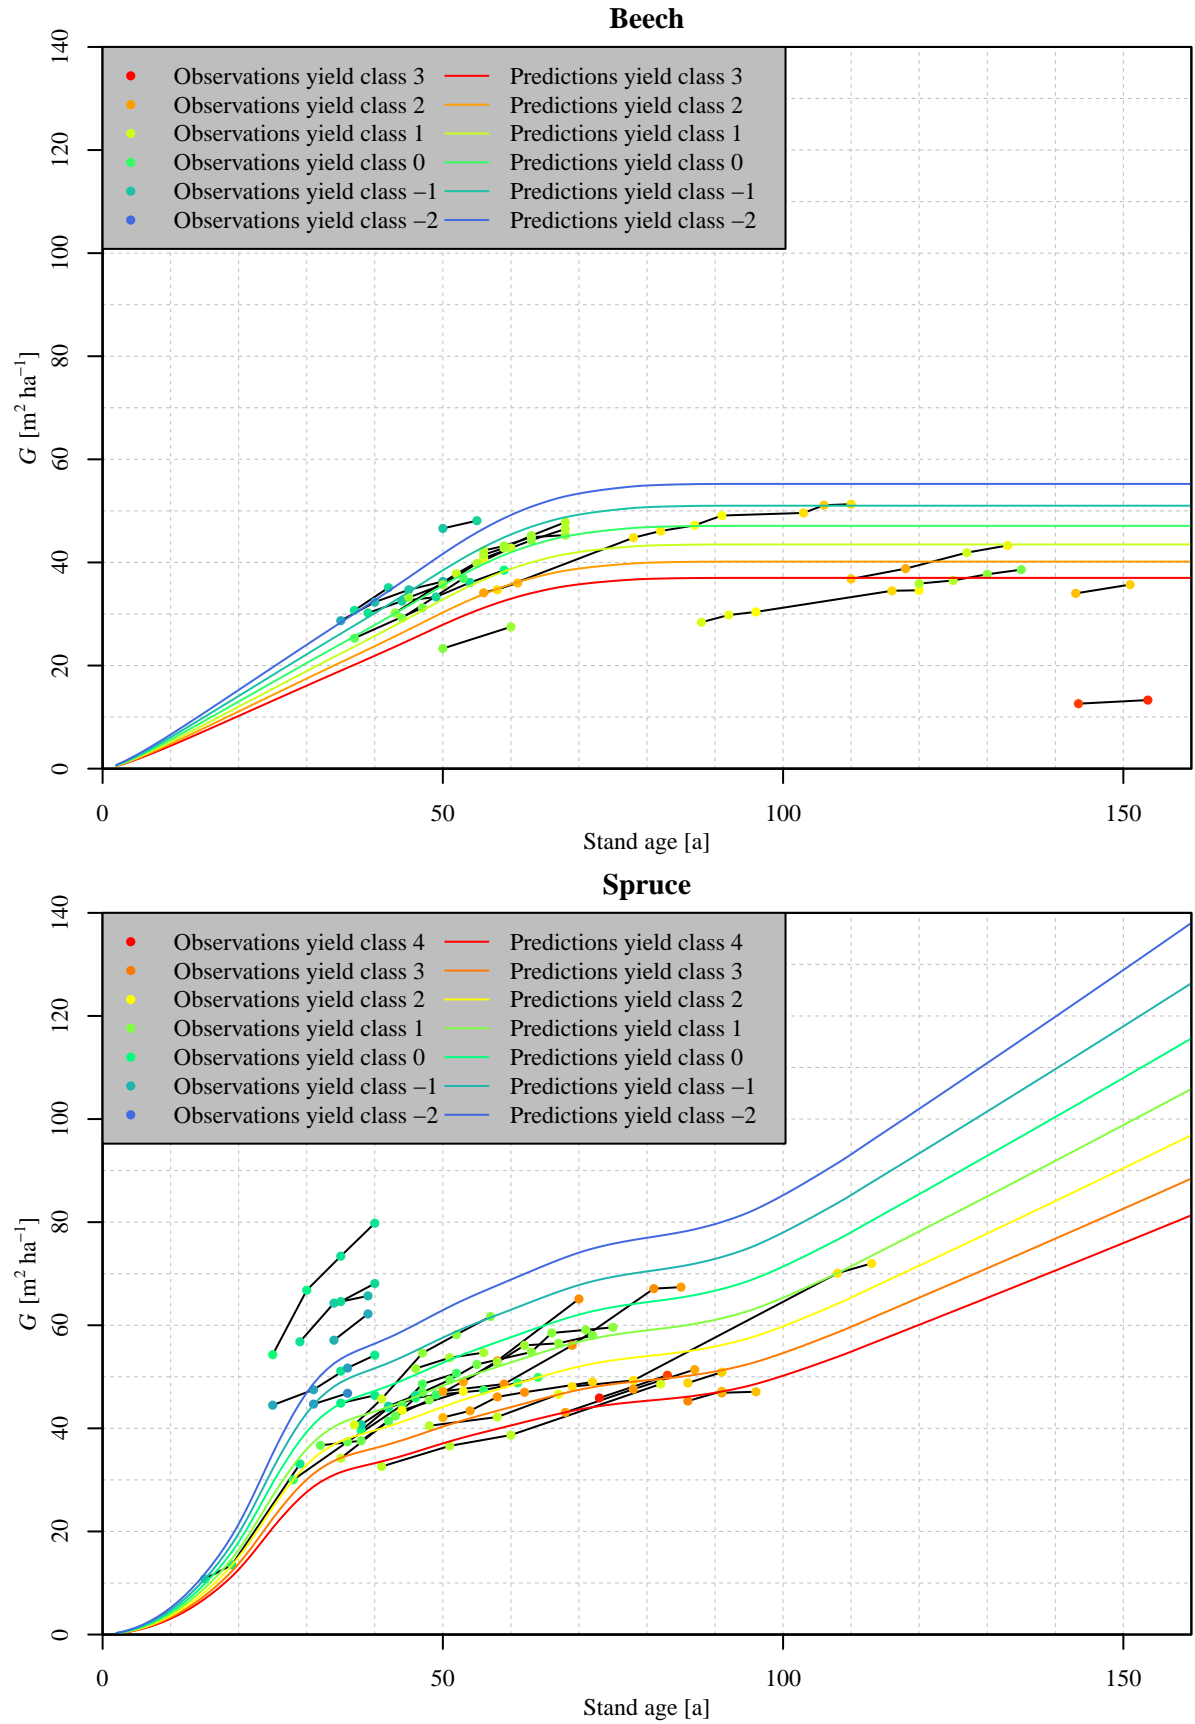 Beech
140
120
100
80
60
40
20
0
G [m² ha⁻¹]
Observations yield class 3 Predictions yield class 3
Observations yield class 2 Predictions yield class 2
Observations yield class 1 Predictions yield class 1
Observations yield class 0 Predictions yield class 0
Observations yield class −1 Predictions yield class −1
Observations yield class −2 Predictions yield class −2
0 50 100 150
Stand age [a]
Spruce
140
120
100
80
60
40
20
0
G [m² ha⁻¹]
Observations yield class 4 Predictions yield class 4
Observations yield class 3 Predictions yield class 3
Observations yield class 2 Predictions yield class 2
Observations yield class 1 Predictions yield class 1
Observations yield class 0 Predictions yield class 0
Observations yield class −1 Predictions yield class −1
Observations yield class −2 Predictions yield class −2
0 50 100 150
Stand age [a]